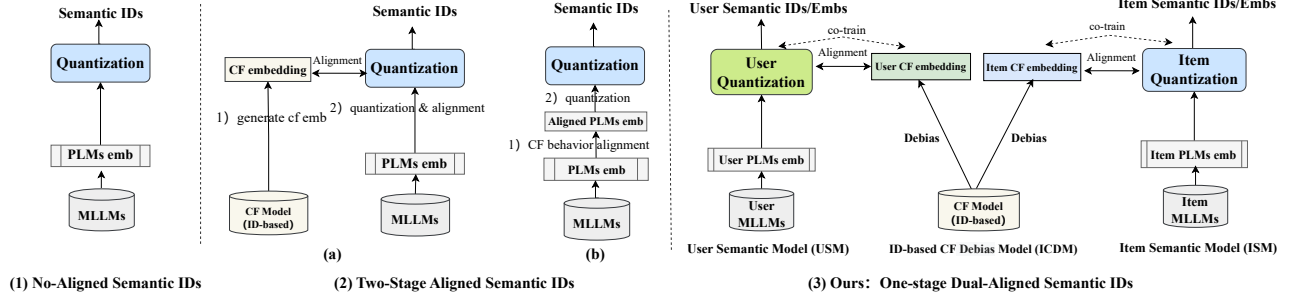 Semantic IDs
Quantization
PLMs emb
MLLMs
(1) No-Aligned Semantic IDs
Semantic IDs
CF embedding
Alignment
Quantization
1) generate cf emb
2) quantization & alignment
PLMs emb
CF Model
(ID-based)
MLLMs
(a)
Semantic IDs
Quantization
2) quantization
Aligned PLMs emb
1) CF behavior alignment
PLMs emb
MLLMs
(b)
(2) Two-Stage Aligned Semantic IDs
User Semantic IDs/Embs
co-train
User
Quantization
Alignment
User CF embedding
User PLMs emb
User
MLLMs
User Semantic Model (USM)
Item CF embedding
Debias
Debias
CF Model
(ID-based)
ID-based CF Debias Model (ICDM)
Item Semantic IDs/Embs
co-train
Alignment
Item
Quantization
Item PLMs emb
Item
MLLMs
Item Semantic Model (ISM)
(3) Ours: One-stage Dual-Aligned Semantic IDs